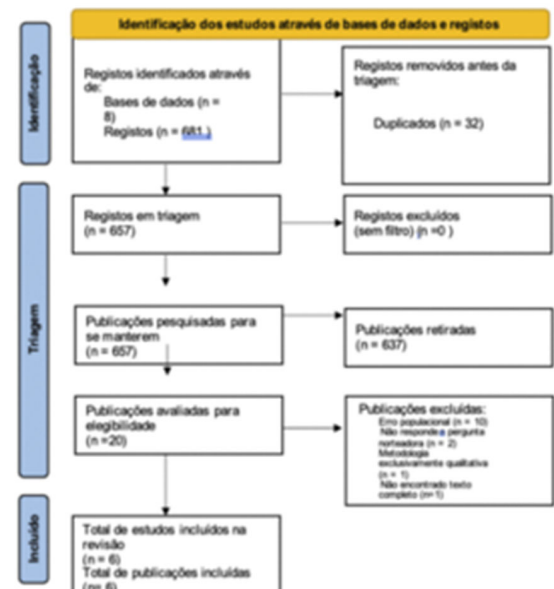 Identificação dos estudos através de bases de dados e registos
Identificação
Registos identificados através
de:
Bases de dados (n =
8)
Registos (n = 681 )
Registos removidos antes da
triagem:
Duplicados (n = 32)
Triagem
Registos em triagem
(n = 657)
Registos excluídos
(sem filtro) (n =0 )
Publicações pesquisadas para
se manterem
(n = 657)
Publicações retiradas
(n = 637)
Publicações avaliadas para
elegibilidade
(n =20)
Publicações excluídas:
Erro populacional (n = 10)
Não responde a pergunta
norteadora (n = 2)
Metodologia
exclusivamente qualitativa
(n = 1)
Não encontrado texto
completo (n=1)
Incluído
Total de estudos incluídos na
revisão
(n = 6)
Total de publicações incluídas
(n= 6)